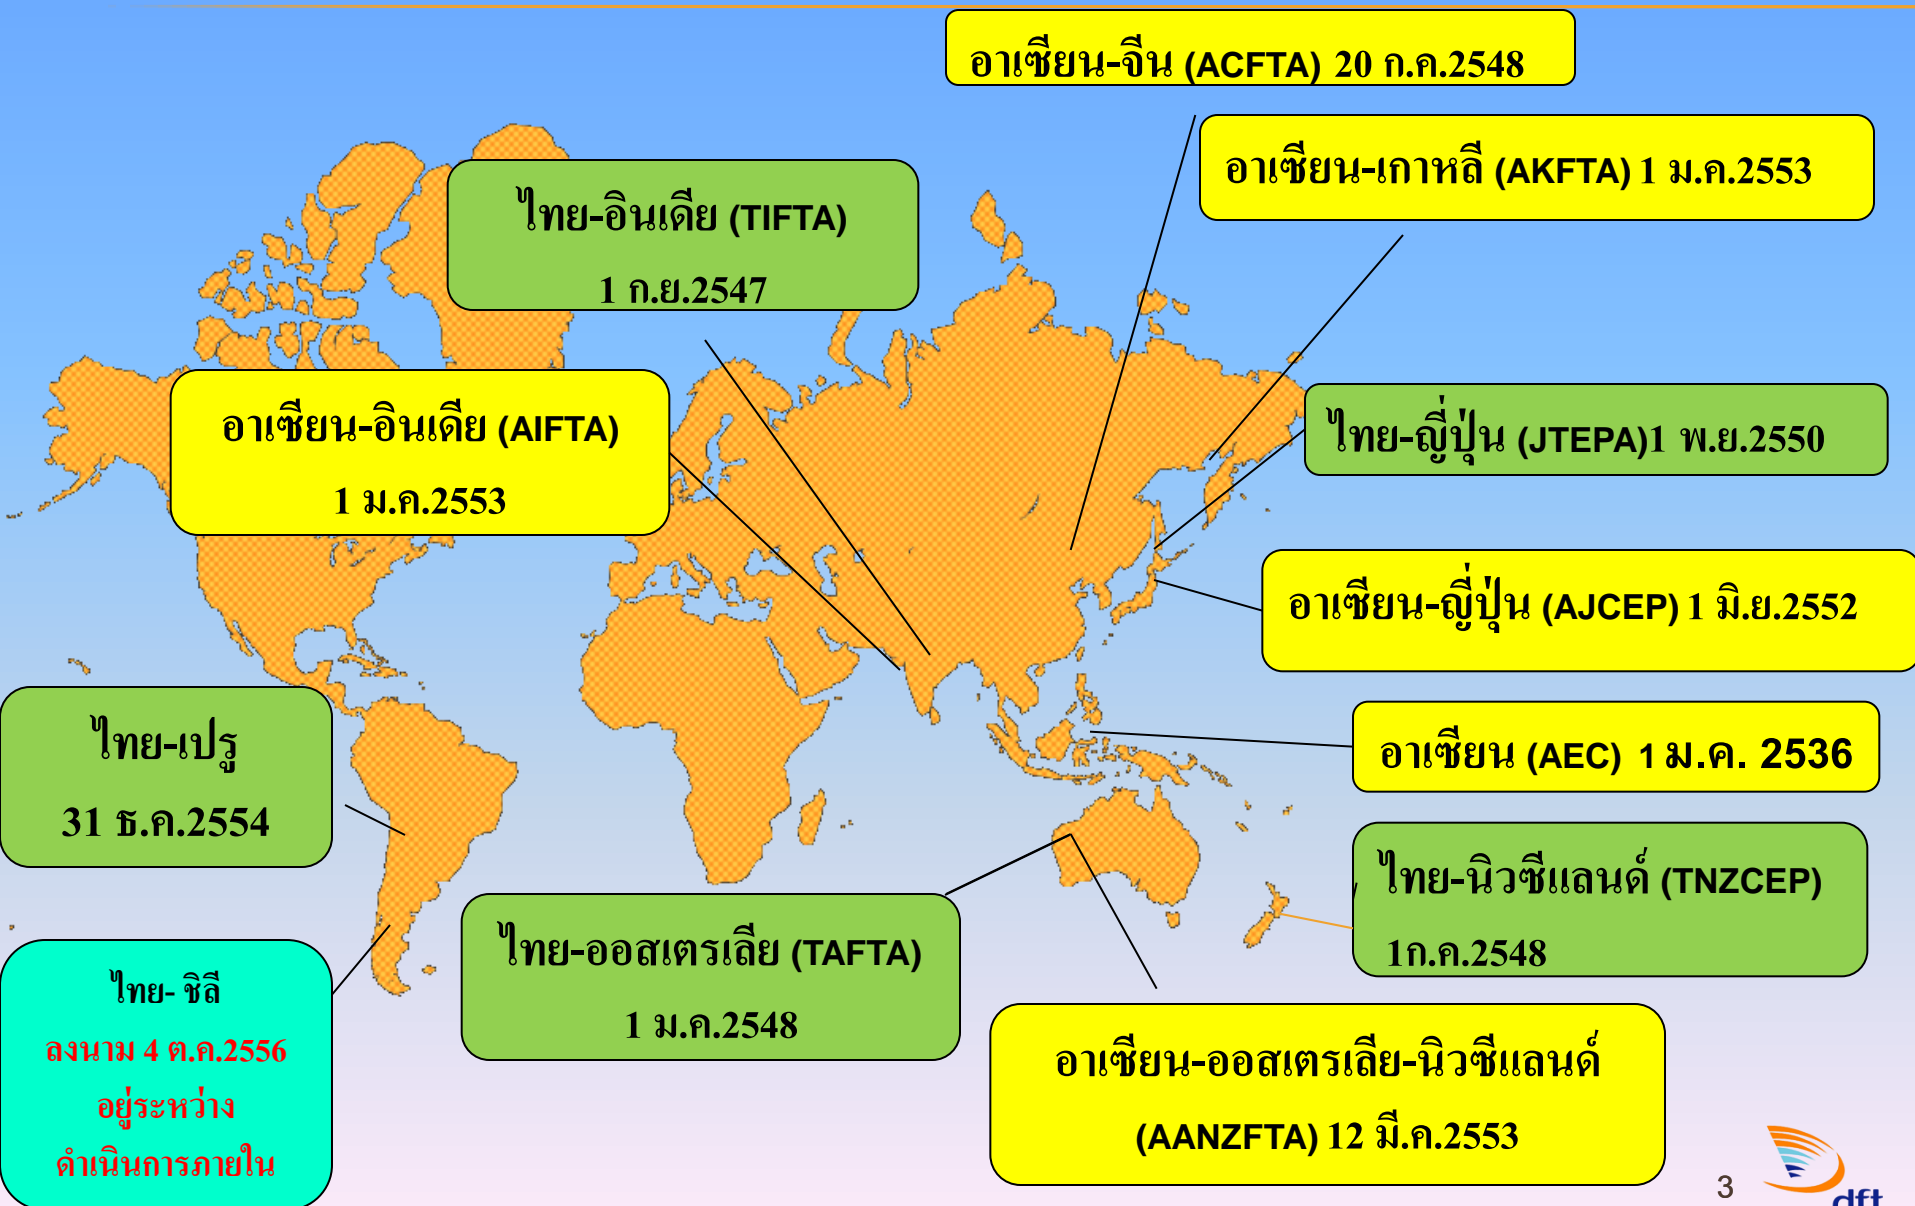 อาเซียน-จีน (ACFTA) 20 ก.ค.2548
อาเซียน-เกาหลี (AKFTA) 1 ม.ค.2553
ไทย-อินเดีย (TIFTA)
1 ก.ย.2547
อาเซียน-อินเดีย (AIFTA)
1 ม.ค.2553
ไทย-ญี่ปุ่น (JTEPA)1 พ.ย.2550
อาเซียน-ญี่ปุ่น (AJCEP) 1 มิ.ย.2552
ไทย-เปรู
31 ธ.ค.2554
อาเซียน (AEC) 1 ม.ค. 2536
ไทย-นิวซีแลนด์ (TNZCEP)
1ก.ค.2548
ไทย-ออสเตรเลีย (TAFTA)
1 ม.ค.2548
ไทย- ชิลี
ลงนาม 4 ต.ค.2556
อยู่ระหว่าง
ดำเนินการภายใน
อาเซียน-ออสเตรเลีย-นิวซีแลนด์
(AANZFTA) 12 มี.ค.2553
3
dft